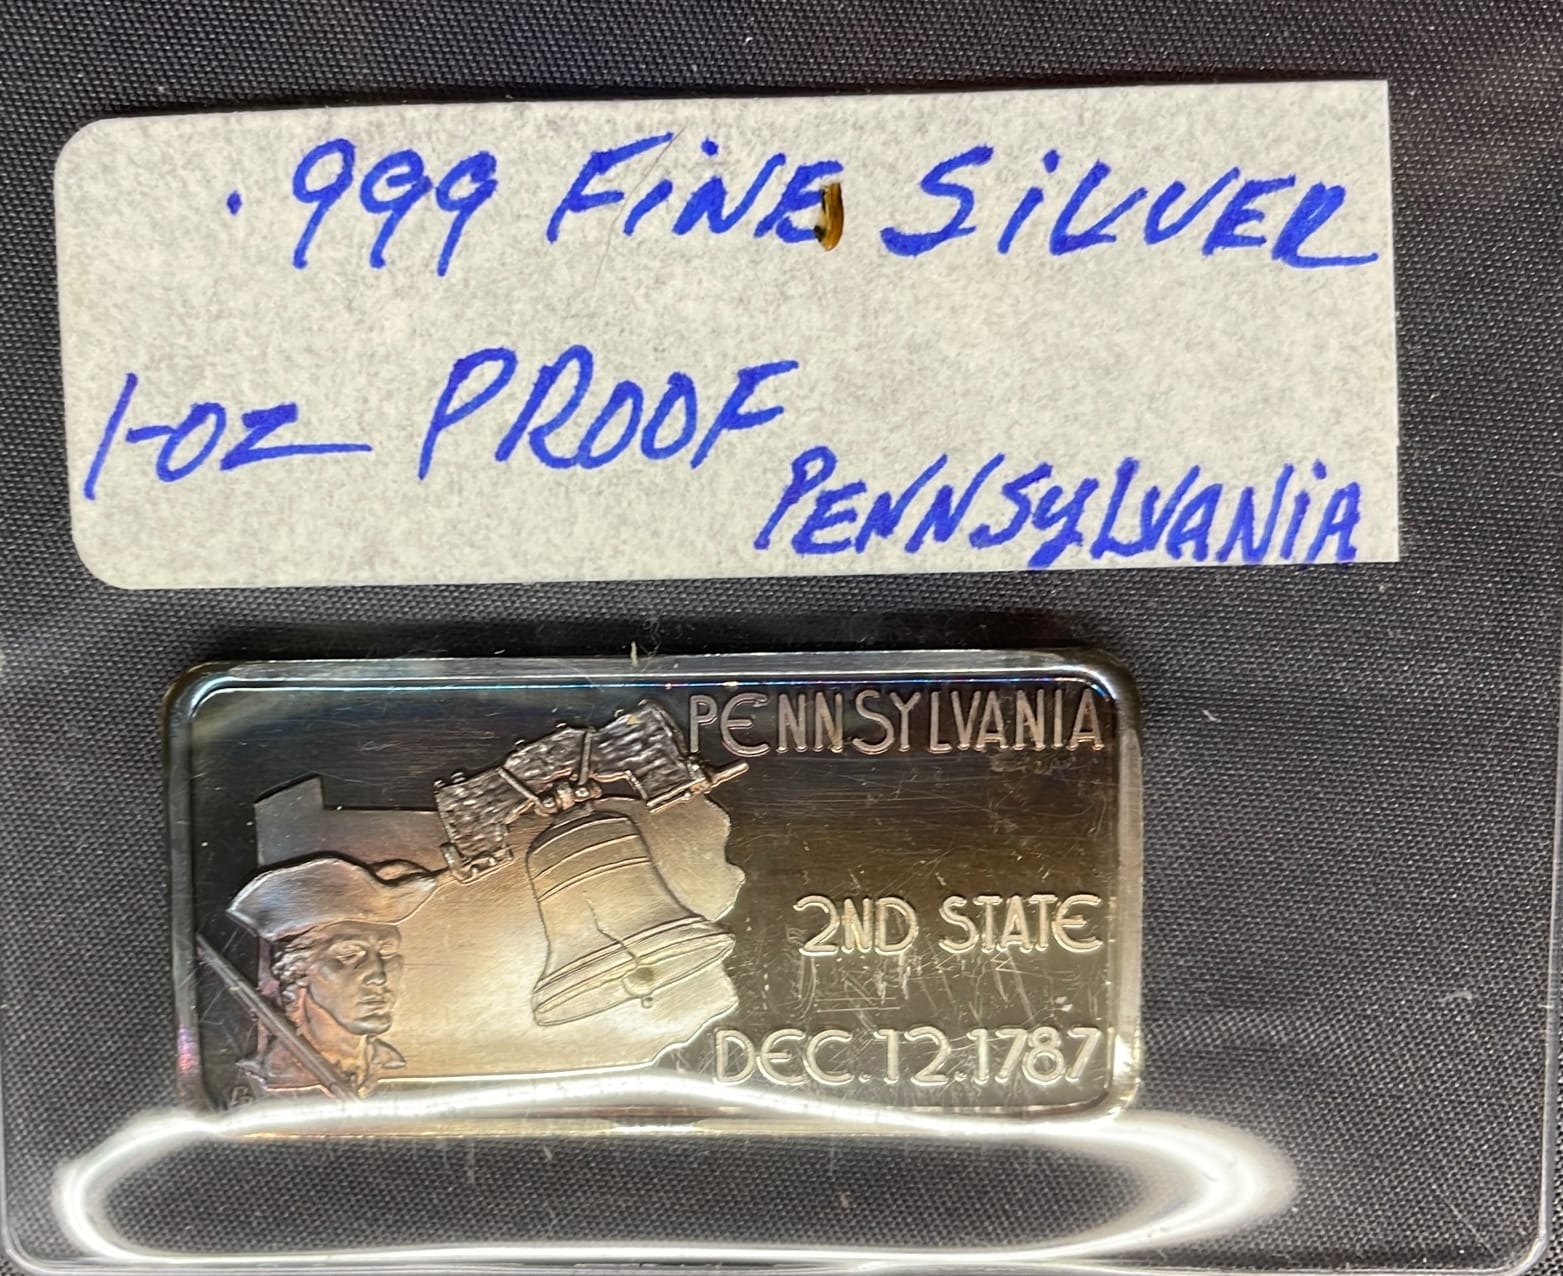 .999 FiNE SiLVER
1-OZ PROOF
PENNSYLVANiA
PENNSYLVANIA
2ND STATE
DEC.12.1787